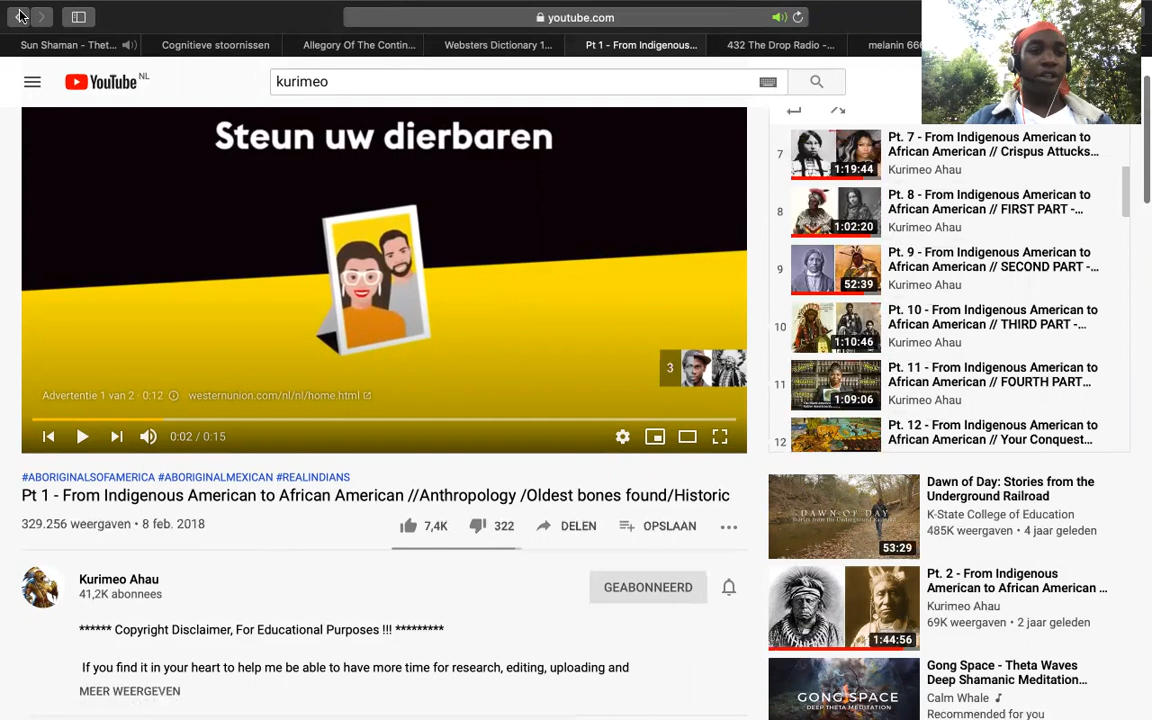 youtube.com
Sun Shaman - Thet...
Cognitieve stoornissen
Allegory Of The Contin...
Websters Dictionary 1...
Pt 1 - From Indigenous...
432 The Drop Radio -...
melanin 666
YouTube NL
kurimeo
Steun uw dierbaren
3
Advertentie 1 van 2 · 0:12
westernunion.com/nl/nl/home.html
0:02 / 0:15
#ABORIGINALSOFAMERICA #ABORIGINALMEXICAN #REALINDIANS
Pt 1 - From Indigenous American to African American //Anthropology /Oldest bones found/Historic
329.256 weergaven • 8 feb. 2018
7,4K
322
DELEN
OPSLAAN
Kurimeo Ahau
41,2K abonnees
GEABONNEERD
****** Copyright Disclaimer, For Educational Purposes !!! *********
If you find it in your heart to help me be able to have more time for research, editing, uploading and
MEER WEERGEVEN
7
1:19:44
Pt. 7 - From Indigenous American to
African American // Crispus Attucks...
Kurimeo Ahau
8
1:02:20
Pt. 8 - From Indigenous American to
African American // FIRST PART -...
Kurimeo Ahau
9
52:39
Pt. 9 - From Indigenous American to
African American // SECOND PART -...
Kurimeo Ahau
10
1:10:46
Pt. 10 - From Indigenous American to
African American // THIRD PART -...
Kurimeo Ahau
11
1:09:06
Pt. 11 - From Indigenous American to
African American // FOURTH PART...
Kurimeo Ahau
12
Pt. 12 - From Indigenous American to
African American // Your Conquest...
DAWN OF DAY
53:29
Dawn of Day: Stories from the
Underground Railroad
K-State College of Education
485K weergaven • 4 jaar geleden
1:44:56
Pt. 2 - From Indigenous
American to African American ...
Kurimeo Ahau
69K weergaven • 2 jaar geleden
GONG SPACE
DEEP THETA MEDITATION
Gong Space - Theta Waves
Deep Shamanic Meditation...
Calm Whale
Recommended for you